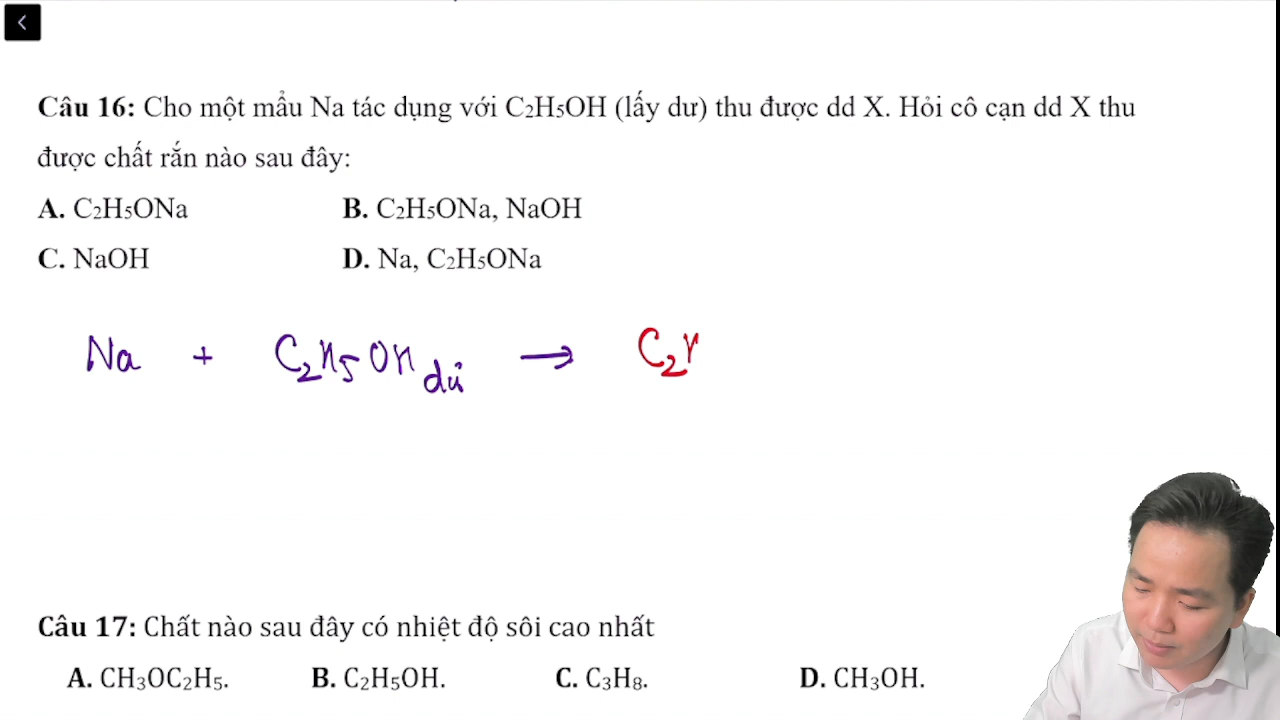 Câu 16: Cho một mẩu Na tác dụng với C2H5OH (lấy dư) thu được dd X. Hỏi cô cạn dd X thu
được chất rắn nào sau đây:
A. C2H5ONa B. C2H5ONa, NaOH
C. NaOH D. Na, C2H5ONa
Na + C2H5OH dư → C2H
Câu 17: Chất nào sau đây có nhiệt độ sôi cao nhất
A. CH3OC2H5. B. C2H5OH. C. C3H8. D. CH3OH.